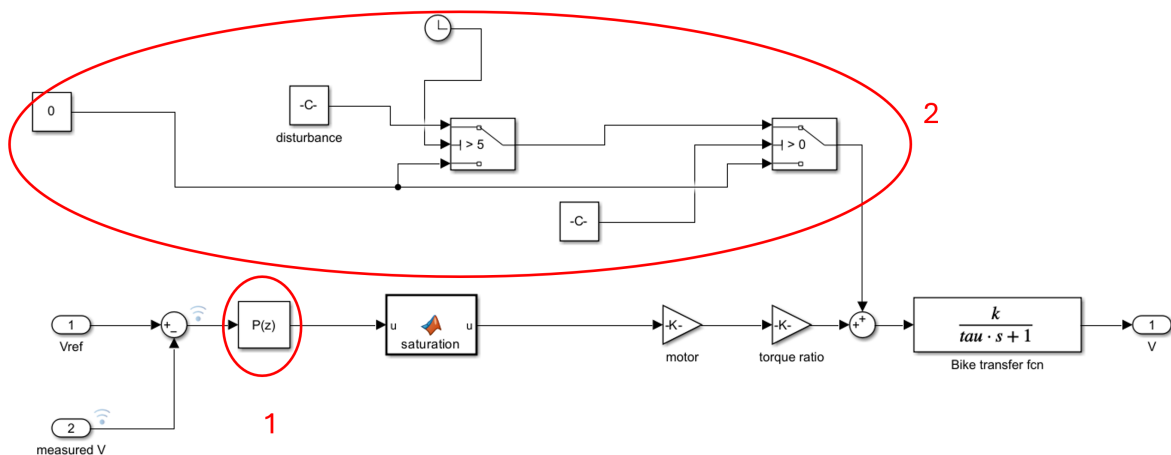 0
-C-
disturbance
> 5
> 0
2
-C-
1
Vref
+
−
P(z)
u
saturation
u
-K-
motor
-K-
torque ratio
+
+
k
tau · s + 1
Bike transfer fcn
1
V
1
2
measured V